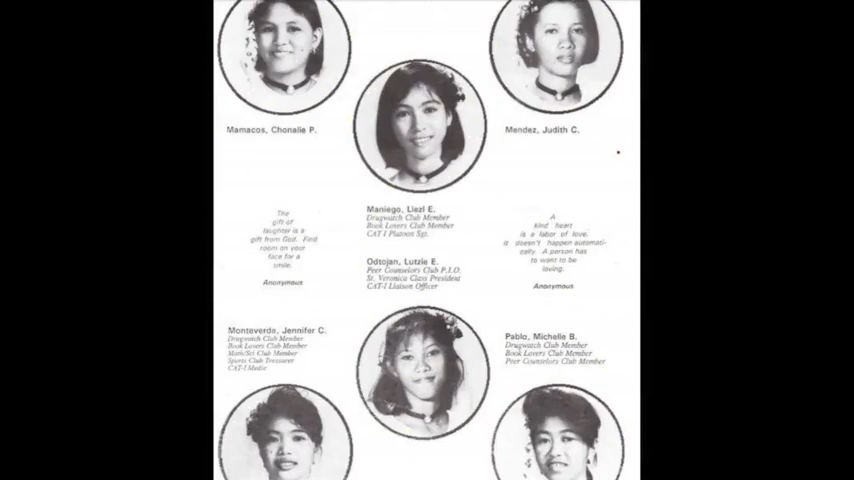 Mamacos, Chonalie P.
Mendez, Judith C.
Maniego, Liezl E.
Drugwatch Club Member
Book Lovers Club Member
CAT-I Platoon Sgt.
The
gift of
laughter is a
gift from God. Find
room on your
face for a
smile.
Anonymous
A
kind heart
is a labor of love.
It doesn't happen automati-
cally. A person has
to want to be
loving.
Anonymous
Odtojan, Lutzie E.
Peer Counselors Club P.I.O.
St. Veronica Class President
CAT-I Liaison Officer
Monteverde, Jennifer C.
Drugwatch Club Member
Book Lovers Club Member
Math/Sci Club Member
Sports Club Treasurer
CAT-I Medic
Pablo, Michelle B.
Drugwatch Club Member
Book Lovers Club Member
Peer Counselors Club Member